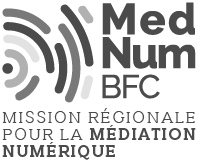 Med
Num
BFC
MISSION RÉGIONALE
POUR LA MÉDIATION
NUMÉRIQUE